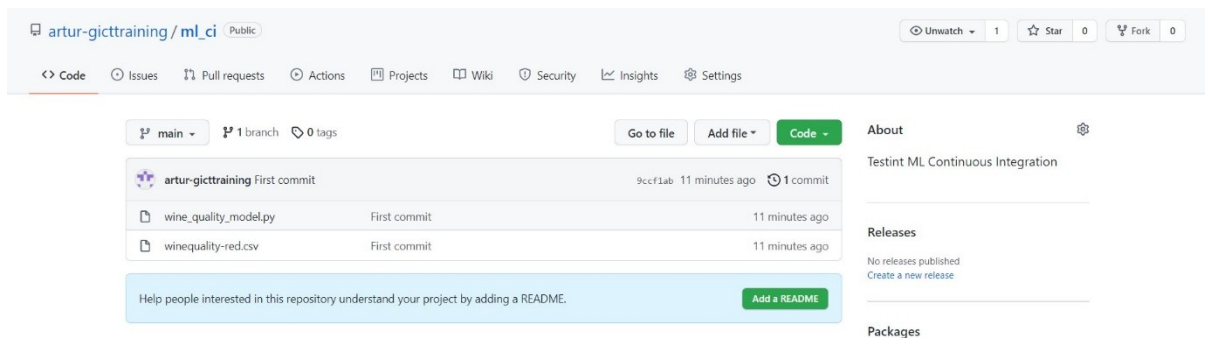 artur-gicttraining / ml_ci Public
Unwatch 1 Star 0 Fork 0
Code Issues Pull requests Actions Projects Wiki Security Insights Settings
main 1 branch 0 tags Go to file Add file Code
artur-gicttraining First commit 9ccf1ab 11 minutes ago 1 commit
wine_quality_model.py First commit 11 minutes ago
winequality-red.csv First commit 11 minutes ago
Help people interested in this repository understand your project by adding a README. Add a README
About
Testint ML Continuous Integration
Releases
No releases published
Create a new release
Packages